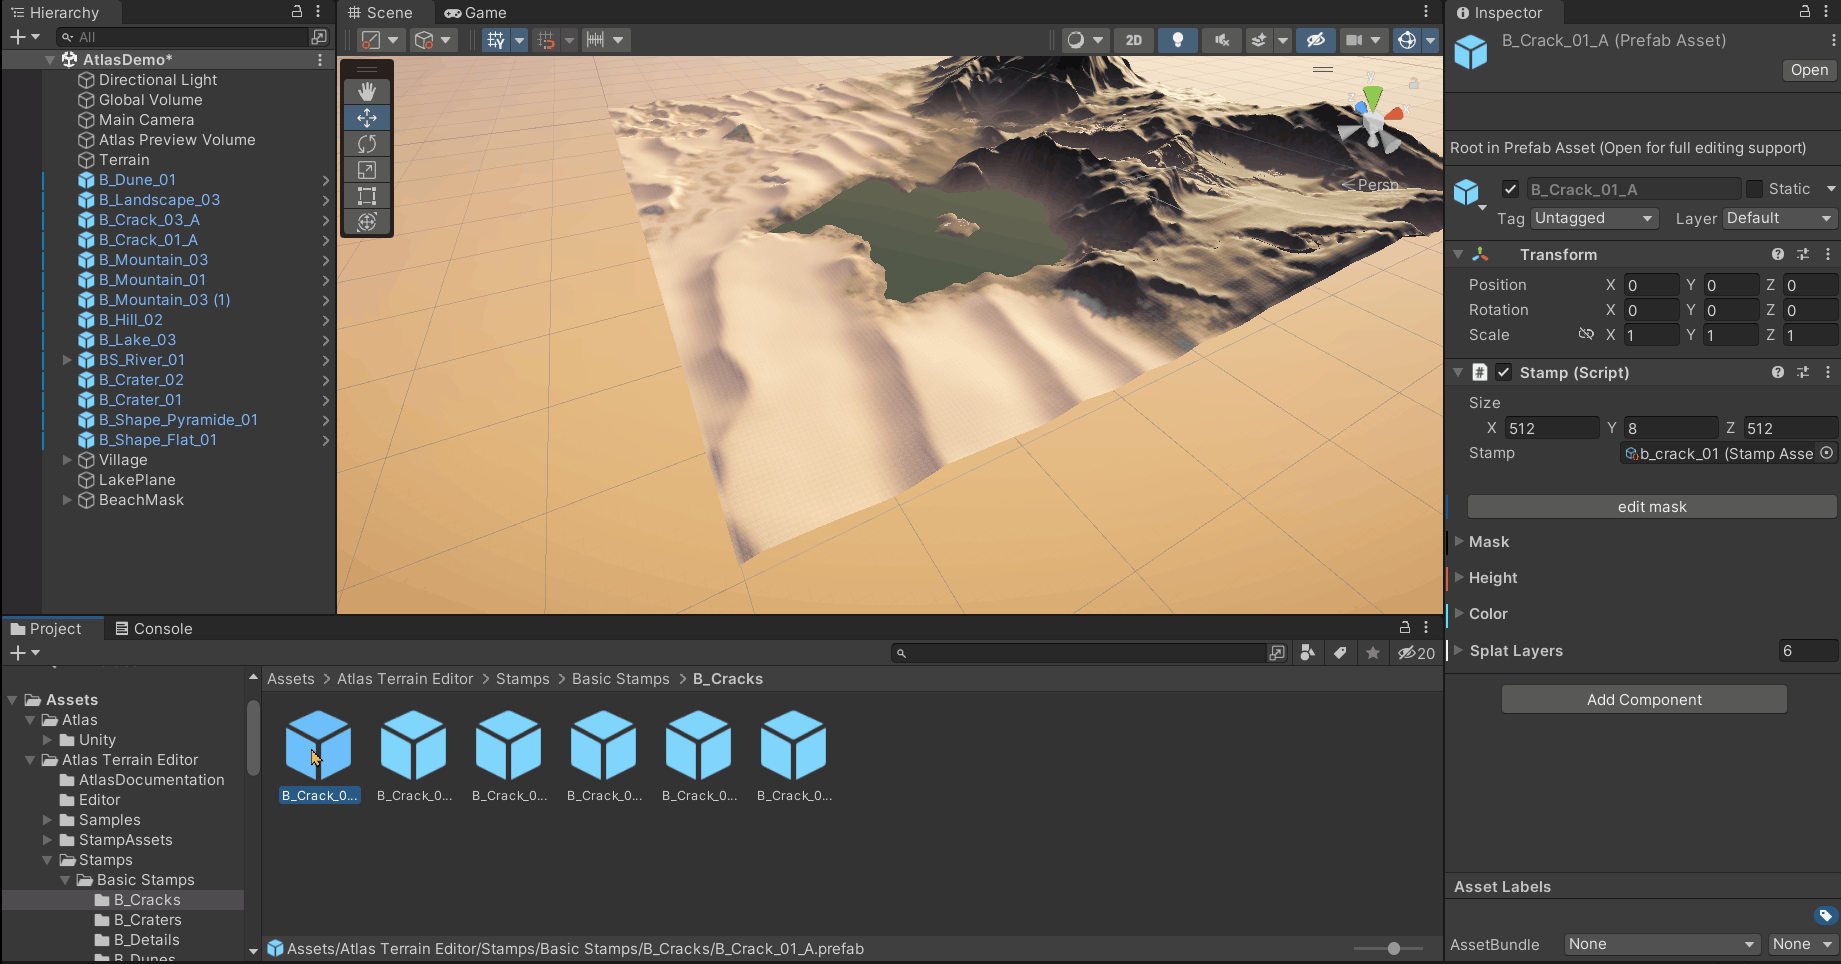 Hierarchy
All
AtlasDemo*
Directional Light
Global Volume
Main Camera
Atlas Preview Volume
Terrain
B_Dune_01
B_Landscape_03
B_Crack_03_A
B_Crack_01_A
B_Mountain_03
B_Mountain_01
B_Mountain_03 (1)
B_Hill_02
B_Lake_03
BS_River_01
B_Crater_02
B_Crater_01
B_Shape_Pyramide_01
B_Shape_Flat_01
Village
LakePlane
BeachMask
Scene Game
2D
y
z x
Persp
Inspector
B_Crack_01_A (Prefab Asset)
Open
Root in Prefab Asset (Open for full editing support)
B_Crack_01_A Static
Tag Untagged Layer Default
Transform
Position X 0 Y 0 Z 0
Rotation X 0 Y 0 Z 0
Scale X 1 Y 1 Z 1
# Stamp (Script)
Size
X 512 Y 8 Z 512
Stamp b_crack_01 (Stamp Asse
edit mask
Mask
Height
Color
Splat Layers 6
Add Component
Asset Labels
AssetBundle None None
Project Console
20
Assets
Atlas
Unity
Atlas Terrain Editor
AtlasDocumentation
Editor
Samples
StampAssets
Stamps
Basic Stamps
B_Cracks
B_Craters
B_Details
B_Dunes
Assets > Atlas Terrain Editor > Stamps > Basic Stamps > B_Cracks
B_Crack_0... B_Crack_0... B_Crack_0... B_Crack_0... B_Crack_0... B_Crack_0...
Assets/Atlas Terrain Editor/Stamps/Basic Stamps/B_Cracks/B_Crack_01_A.prefab